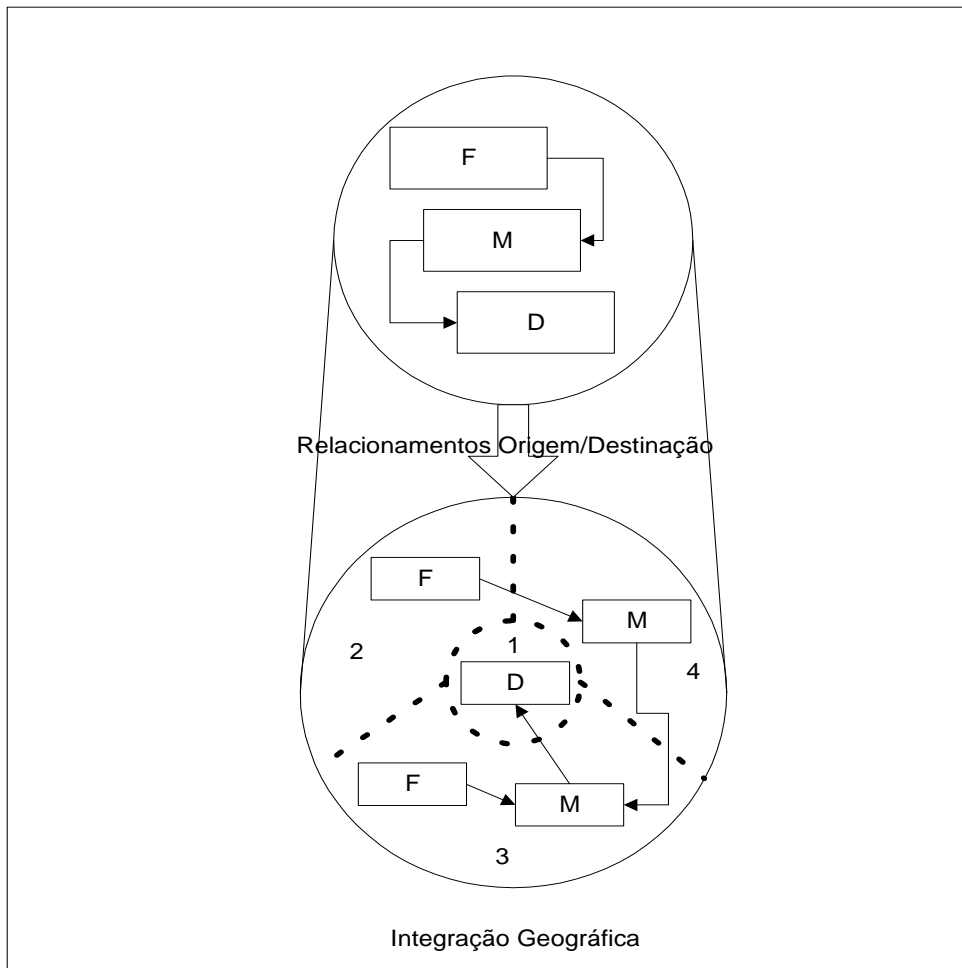 F
M
D
Relacionamentos Origem/Destinação
F
M
1
2
4
D
F
M
3
Integração Geográfica